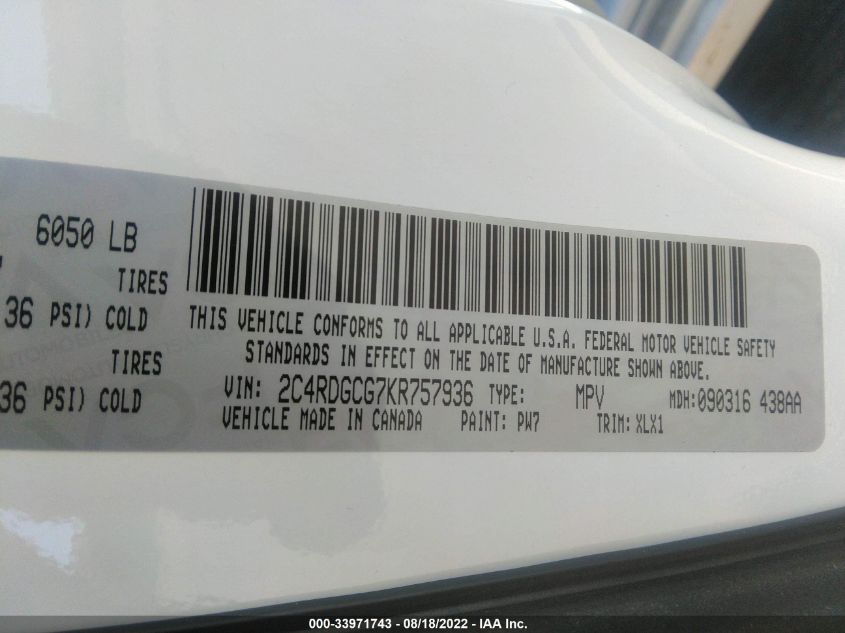 6050 LB
TIRES
36 PSI) COLD
TIRES
36 PSI) COLD
THIS VEHICLE CONFORMS TO ALL APPLICABLE U.S.A. FEDERAL MOTOR VEHICLE SAFETY
STANDARDS IN EFFECT ON THE DATE OF MANUFACTURE SHOWN ABOVE.
VIN: 2C4RDGCG7KR757936 TYPE: MPV MDH: 090316 438AA
VEHICLE MADE IN CANADA PAINT: PW7 TRIM: XLX1
000-33971743 - 08/18/2022 - IAA Inc.